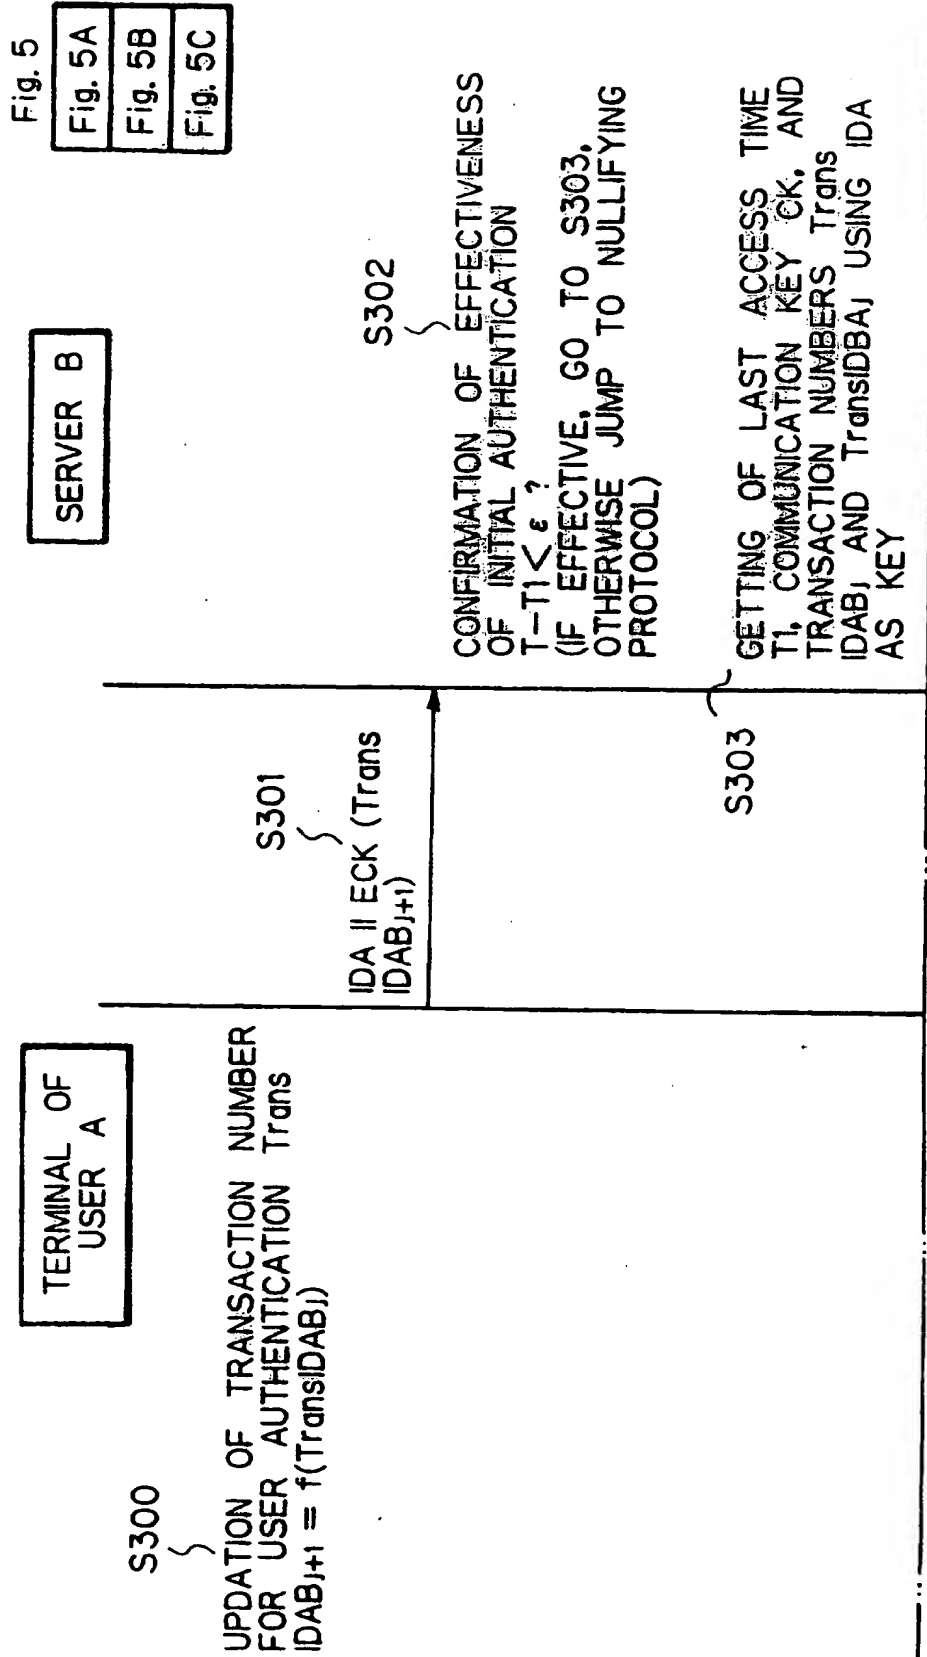 Fig. 5
Fig. 5A
Fig. 5B
Fig. 5C
TERMINAL OF
USER A
SERVER B
S300
UPDATION OF TRANSACTION NUMBER
FOR USER AUTHENTICATION Trans
IDABj+1 = f(TransIDABj)
S301
IDA || ECK (Trans
IDABj+1)
S302
CONFIRMATION OF EFFECTIVENESS
OF INITIAL AUTHENTICATION
T-T1 < ε ?
(IF EFFECTIVE, GO TO S303,
OTHERWISE JUMP TO NULLIFYING
PROTOCOL)
S303
GETTING OF LAST ACCESS TIME
T1, COMMUNICATION KEY CK, AND
TRANSACTION NUMBERS Trans
IDABj AND TransIDBAj USING IDA
AS KEY